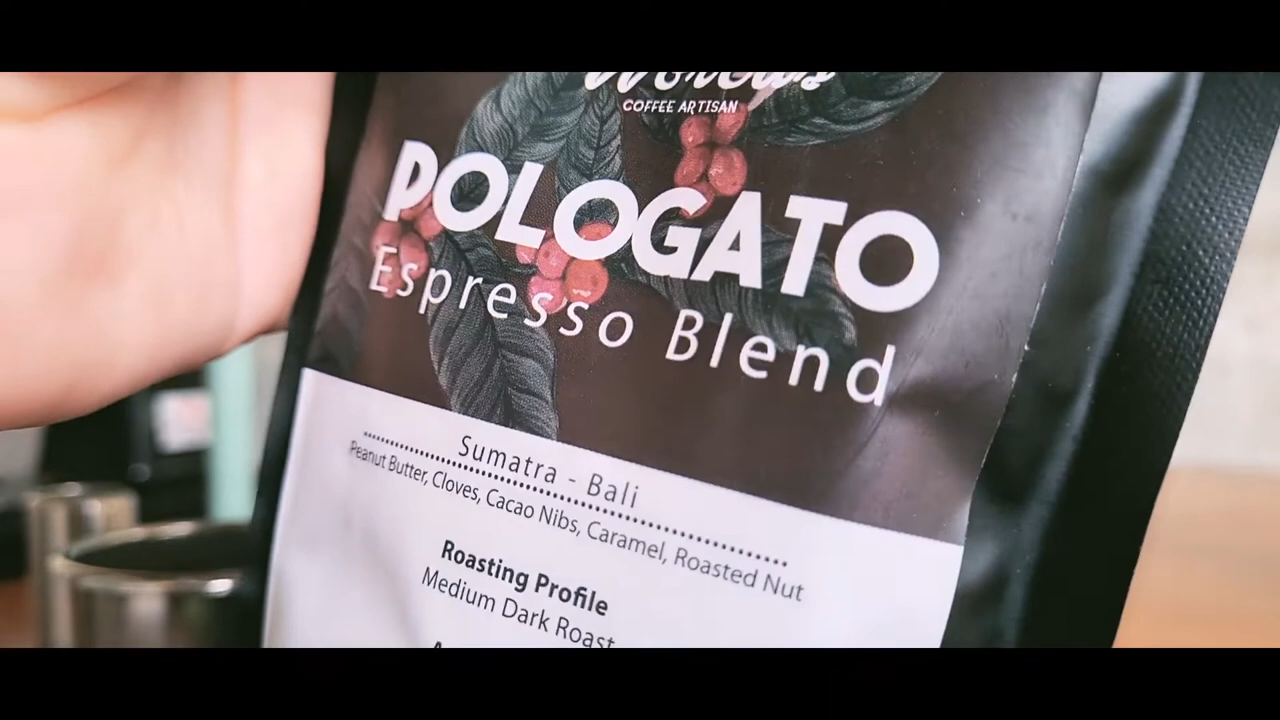 COFFEE ARTISAN
POLOGATO
Espresso Blend
Sumatra - Bali
Peanut Butter, Cloves, Cacao Nibs, Caramel, Roasted Nut
Roasting Profile
Medium Dark Roast